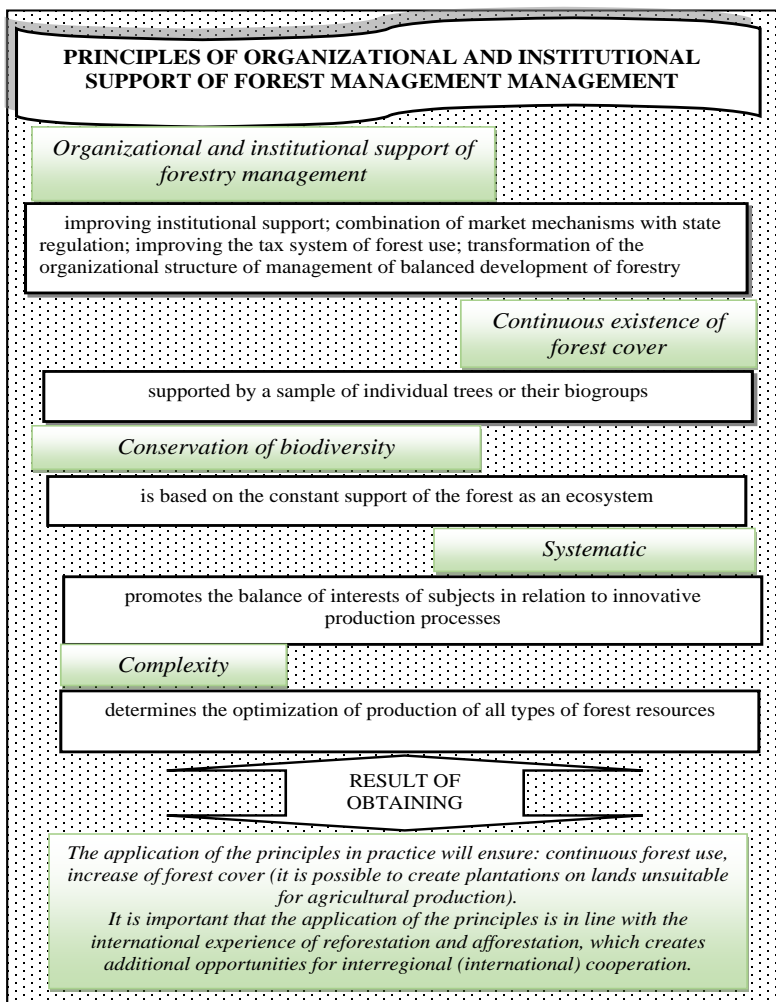 PRINCIPLES OF ORGANIZATIONAL AND INSTITUTIONAL
SUPPORT OF FOREST MANAGEMENT MANAGEMENT
Organizational and institutional support of
forestry management
improving institutional support; combination of market mechanisms with state
regulation; improving the tax system of forest use; transformation of the
organizational structure of management of balanced development of forestry
Continuous existence of
forest cover
supported by a sample of individual trees or their biogroups
Conservation of biodiversity
is based on the constant support of the forest as an ecosystem
Systematic
promotes the balance of interests of subjects in relation to innovative
production processes
Complexity
determines the optimization of production of all types of forest resources
RESULT OF
OBTAINING
The application of the principles in practice will ensure: continuous forest use,
increase of forest cover (it is possible to create plantations on lands unsuitable
for agricultural production).
It is important that the application of the principles is in line with the
international experience of reforestation and afforestation, which creates
additional opportunities for interregional (international) cooperation.